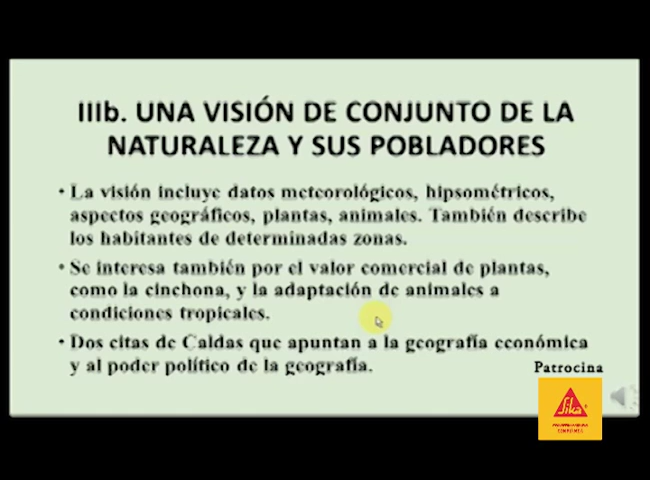 IIIb. UNA VISIÓN DE CONJUNTO DE LA
NATURALEZA Y SUS POBLADORES
• La visión incluye datos meteorológicos, hipsométricos,
aspectos geográficos, plantas, animales. También describe
los habitantes de determinadas zonas.
• Se interesa también por el valor comercial de plantas,
como la cinchona, y la adaptación de animales a
condiciones tropicales.
• Dos citas de Caldas que apuntan a la geografía económica
y al poder político de la geografía.
Patrocina
Sika